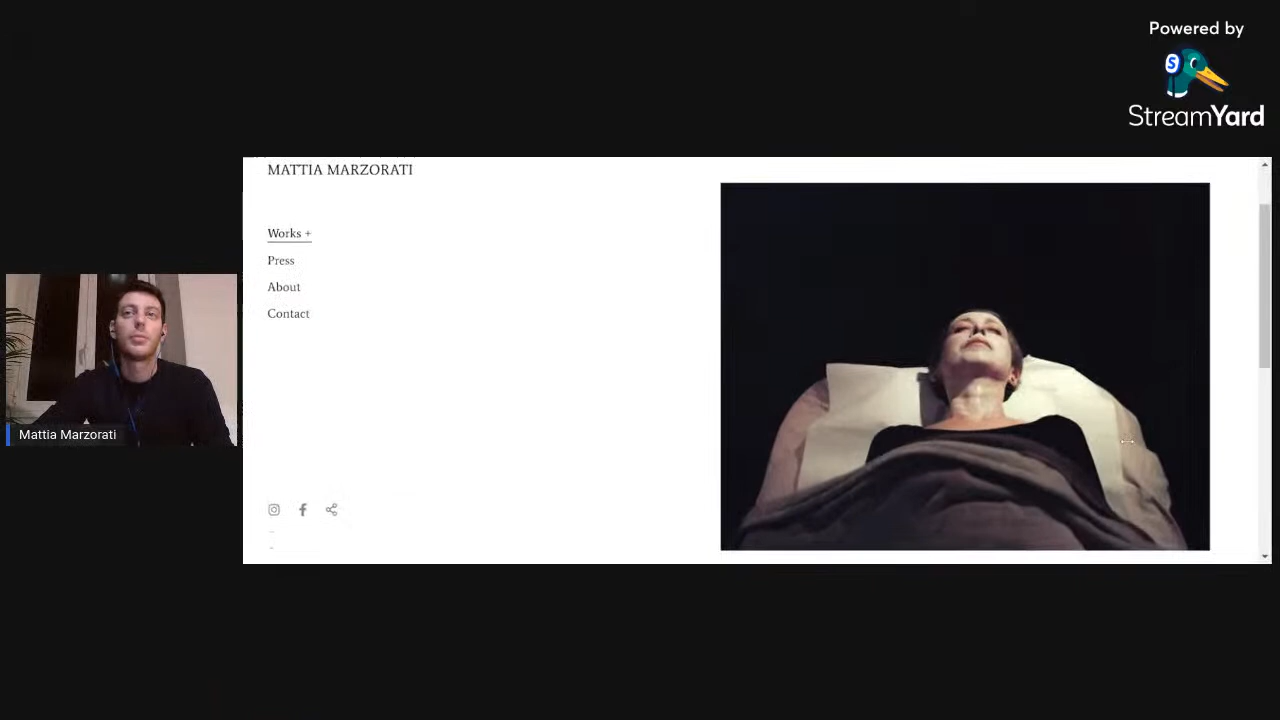 Powered by
S
StreamYard
MATTIA MARZORATI
Works +
Press
About
Contact
Mattia Marzorati